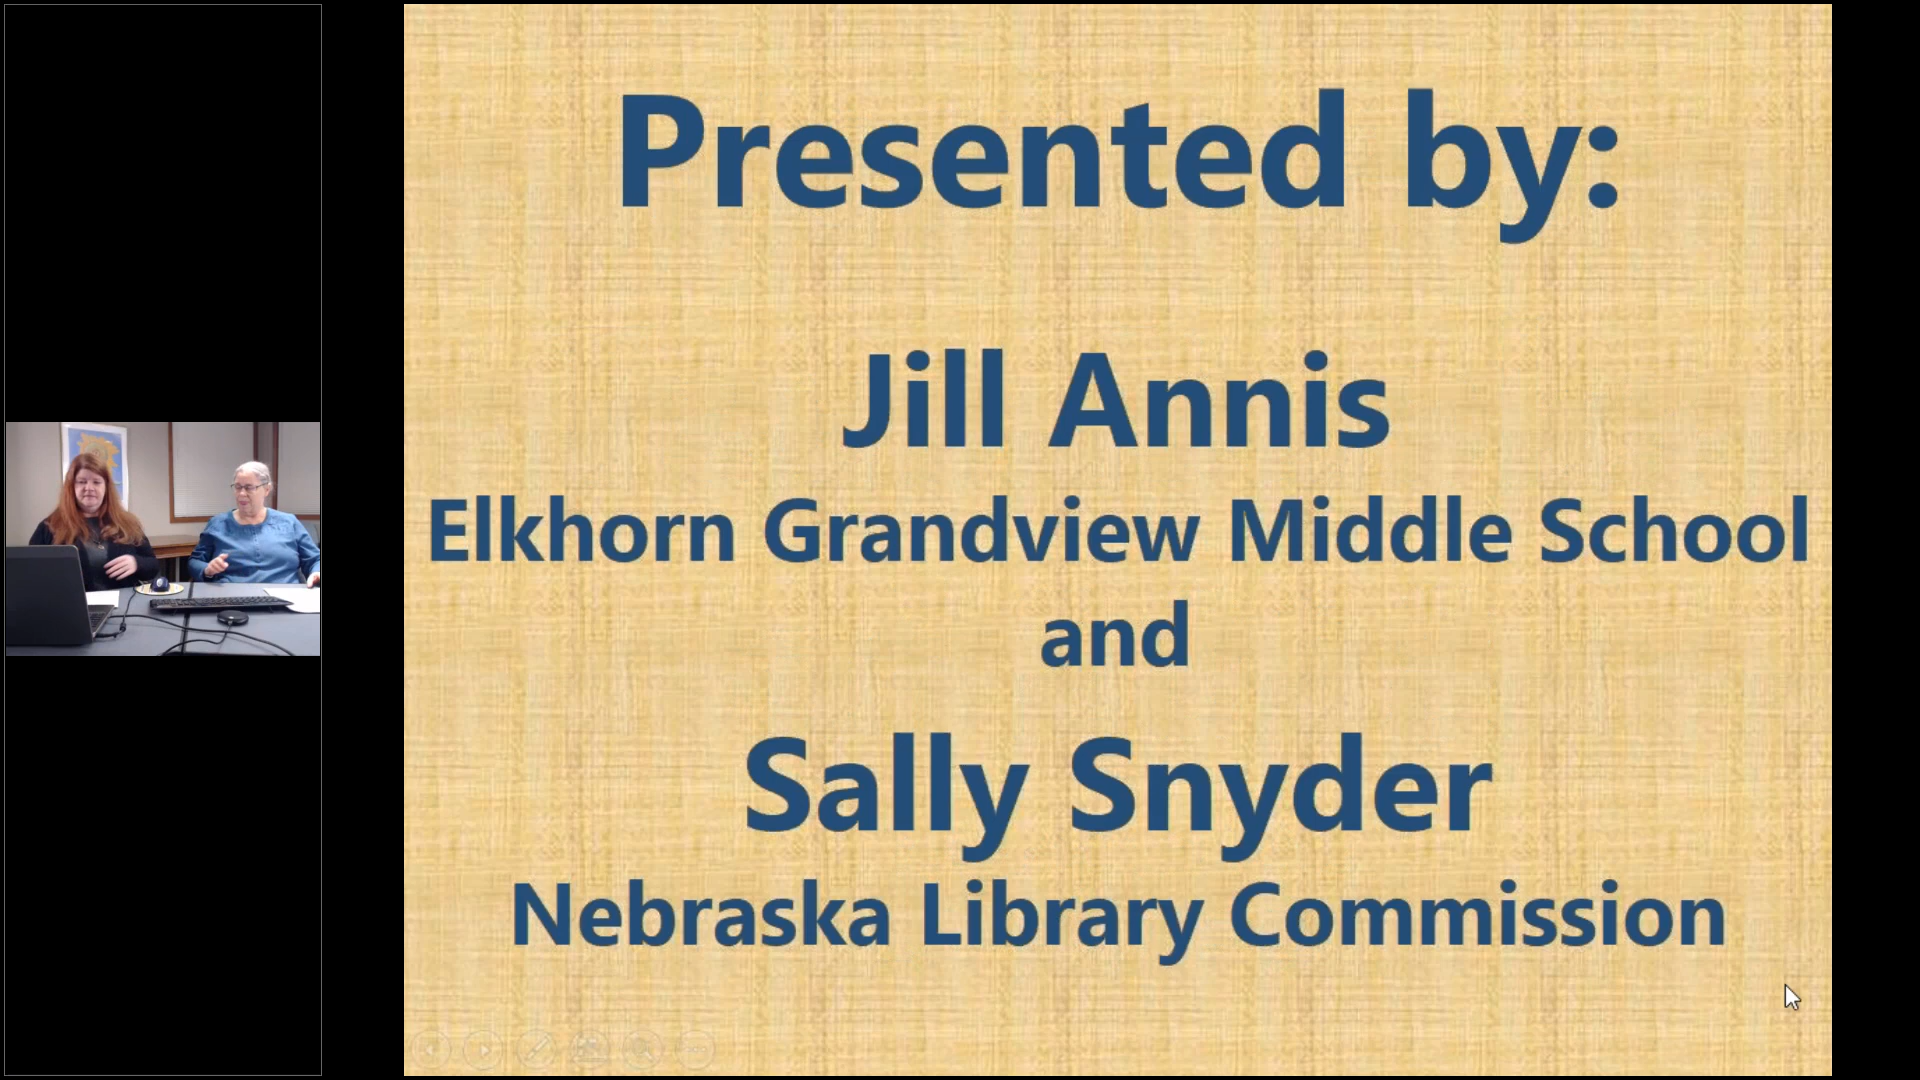 Presented by:
Jill Annis
Elkhorn Grandview Middle School
and
Sally Snyder
Nebraska Library Commission